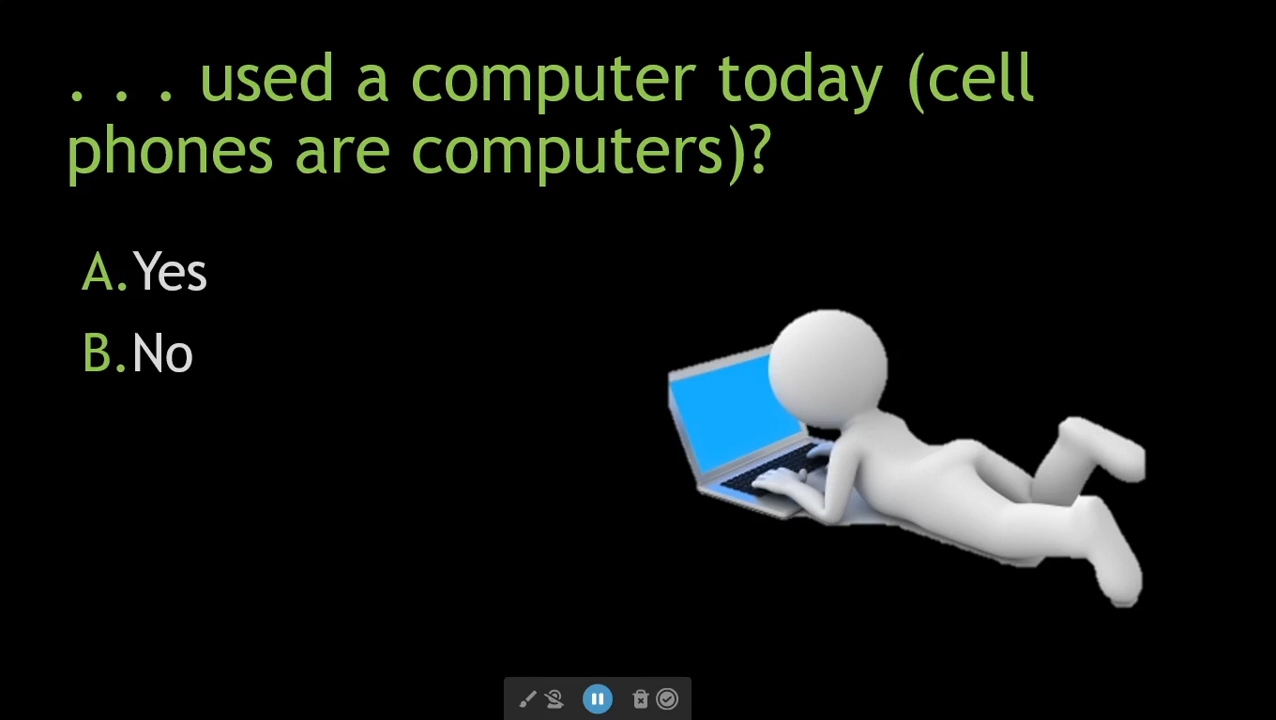 . . . used a computer today (cell
phones are computers)?
A. Yes
B. No